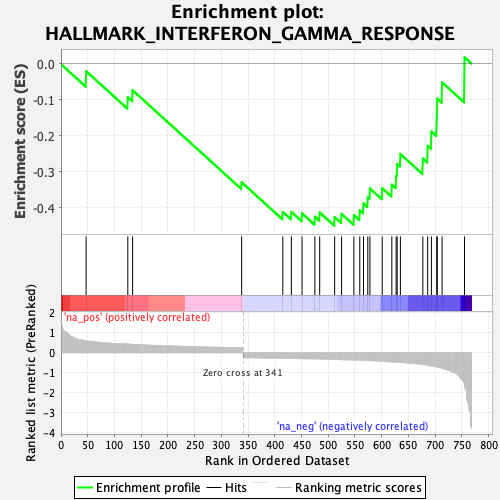 Enrichment plot:
HALLMARK_INTERFERON_GAMMA_RESPONSE
Enrichment score (ES)
0.0
-0.1
-0.2
-0.3
-0.4
'na_pos' (positively correlated)
Ranked list metric (PreRanked)
2
1
0
-1
-2
-3
-4
Zero cross at 341
'na_neg' (negatively correlated)
0 50 100 150 200 250 300 350 400 450 500 550 600 650 700 750 800
Rank in Ordered Dataset
Enrichment profile Hits Ranking metric scores